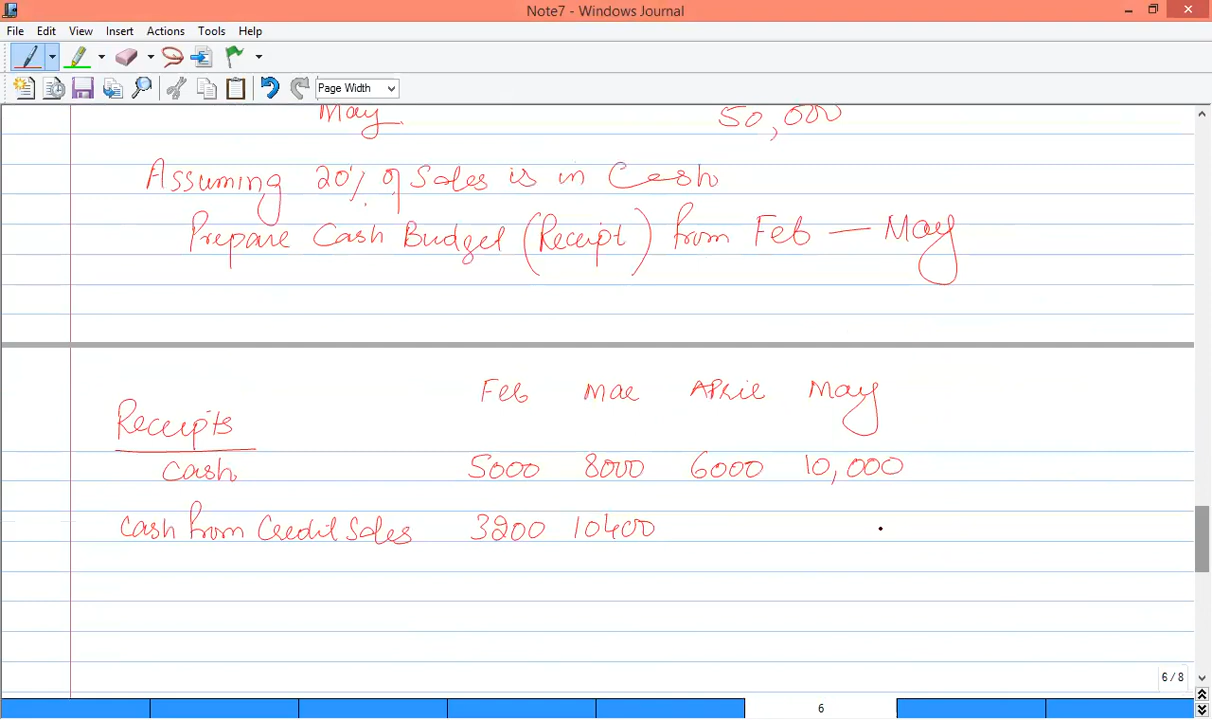 Note7 - Windows Journal
File Edit View Insert Actions Tools Help
Page Width
May 50,000
Assuming 20% of Sales is in Cash
Prepare Cash Budget (Receipt) from Feb — May
Feb Mar April May
Receipts
Cash 5000 8000 6000 10,000
Cash from Credit Sales 3200 10400
6 / 8
6